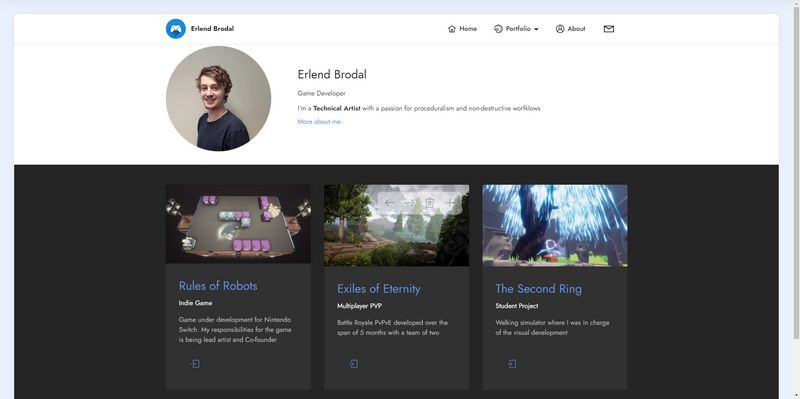 Erlend Brodal
Home
Portfolio
About
Erlend Brodal
Game Developer
I'm a Technical Artist with a passion for proceduralism and non-destructive worfklows
More about me
Rules of Robots
Indie Game
Game under development for Nintendo
Switch. My responsibilities for the game
is being lead artist and Co-founder
Exiles of Eternity
Multiplayer PVP
Battle Royale PvPvE developed over the
span of 5 months with a team of two
The Second Ring
Student Project
Walking simulator where I was in charge
of the visual development